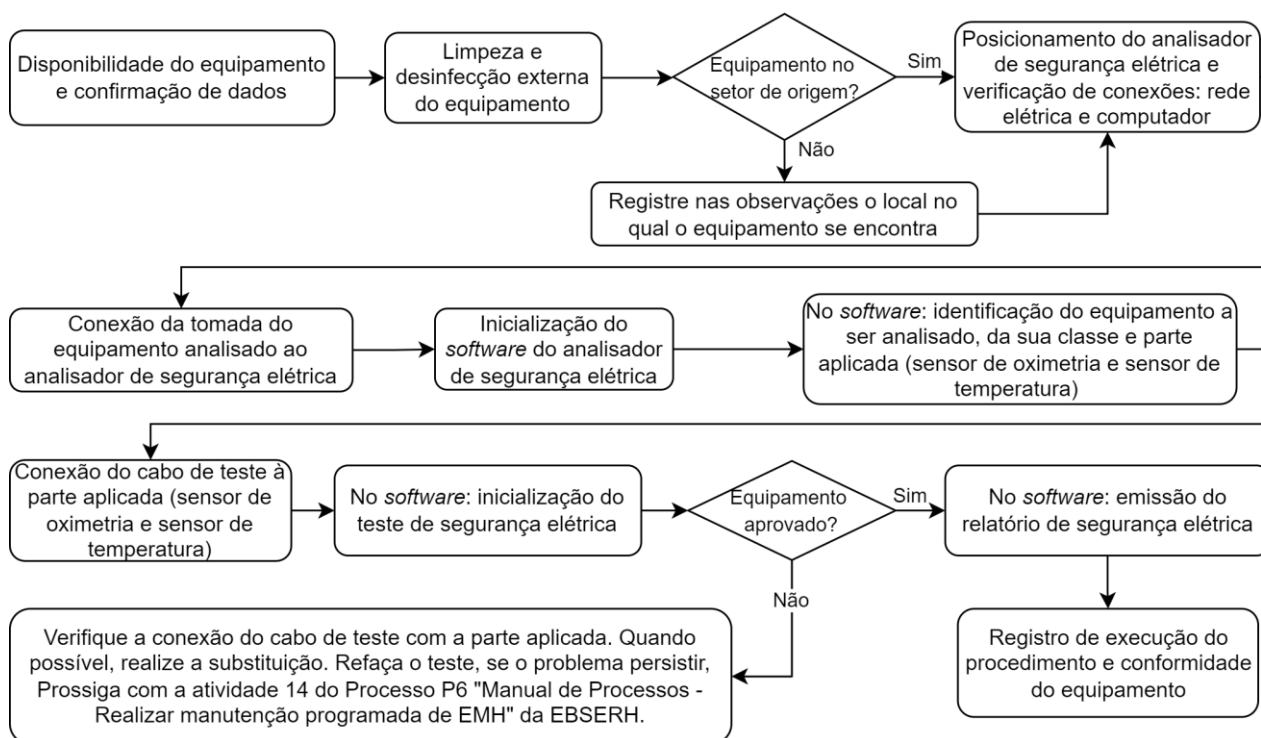 Disponibilidade do equipamento
e confirmação de dados
Limpeza e
desinfecção externa
do equipamento
Equipamento no
setor de origem?
Sim
Posicionamento do analisador
de segurança elétrica e
verificação de conexões: rede
elétrica e computador
Não
Registre nas observações o local no
qual o equipamento se encontra
Conexão da tomada do
equipamento analisado ao
analisador de segurança elétrica
Inicialização do
software do analisador
de segurança elétrica
No software: identificação do equipamento a
ser analisado, da sua classe e parte
aplicada (sensor de oximetria e sensor de
temperatura)
Conexão do cabo de teste à
parte aplicada (sensor de
oximetria e sensor de
temperatura)
No software: inicialização do
teste de segurança elétrica
Equipamento
aprovado?
Sim
No software: emissão do
relatório de segurança elétrica
Não
Verifique a conexão do cabo de teste com a parte aplicada. Quando
possível, realize a substituição. Refaça o teste, se o problema persistir,
Prossiga com a atividade 14 do Processo P6 "Manual de Processos -
Realizar manutenção programada de EMH" da EBSERH.
Registro de execução do
procedimento e conformidade
do equipamento